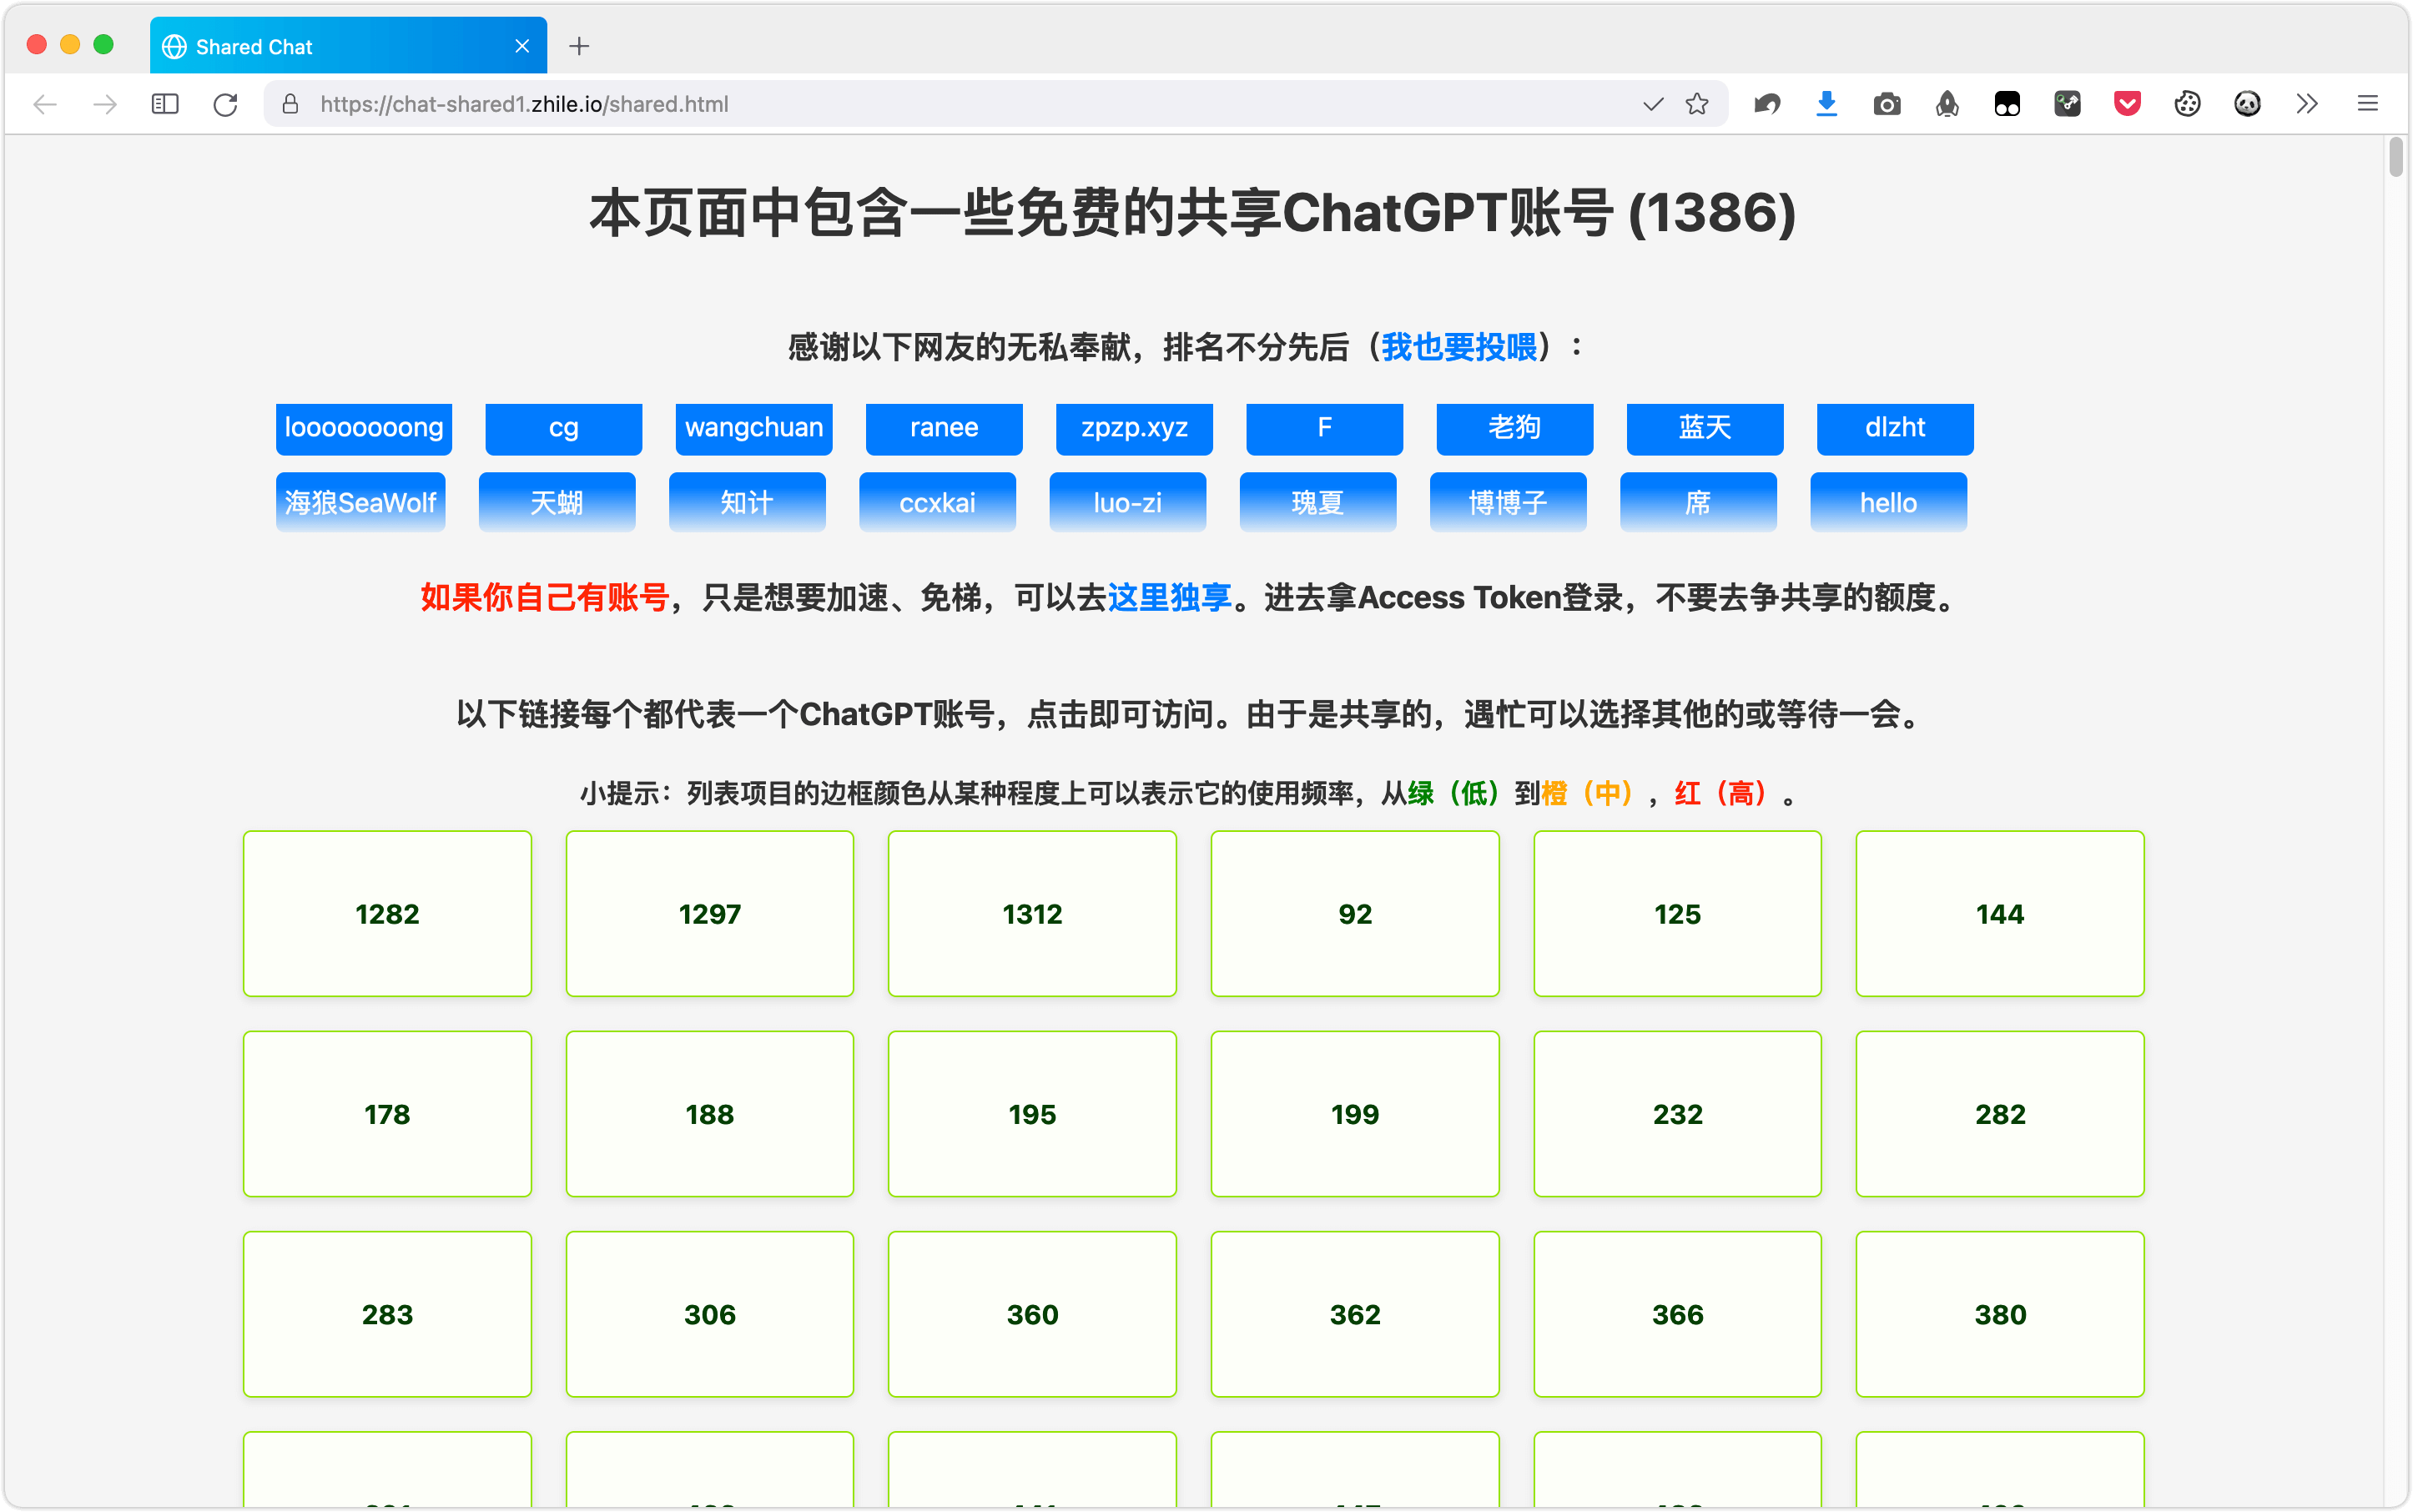 Shared Chat
https://chat-shared1.zhile.io/shared.html
本页面中包含一些免费的共享ChatGPT账号 (1386)
感谢以下网友的无私奉献，排名不分先后（我也要投喂）：
looooooooong cg wangchuan ranee zpzp.xyz F 老狗 蓝天 dlzht
海狼SeaWolf 天蝴 知计 ccxkai luo-zi 瑰夏 博博子 席 hello
如果你自己有账号，只是想要加速、免梯，可以去这里独享。进去拿Access Token登录，不要去争共享的额度。
以下链接每个都代表一个ChatGPT账号，点击即可访问。由于是共享的，遇忙可以选择其他的或等待一会。
小提示：列表项目的边框颜色从某种程度上可以表示它的使用频率，从绿（低）到橙（中），红（高）。
1282 1297 1312 92 125 144
178 188 195 199 232 282
283 306 360 362 366 380